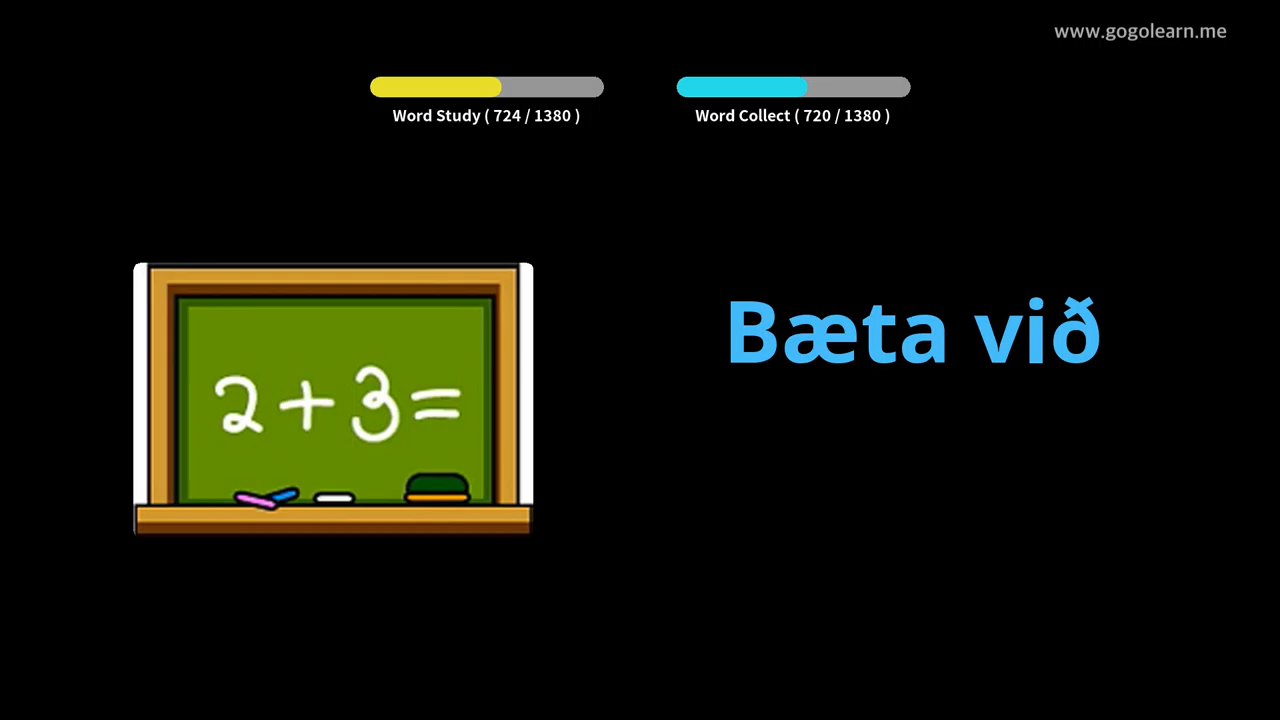 www.gogolearn.me
Word Study ( 724 / 1380 )
Word Collect ( 720 / 1380 )
Bæta við
2 + 3 =